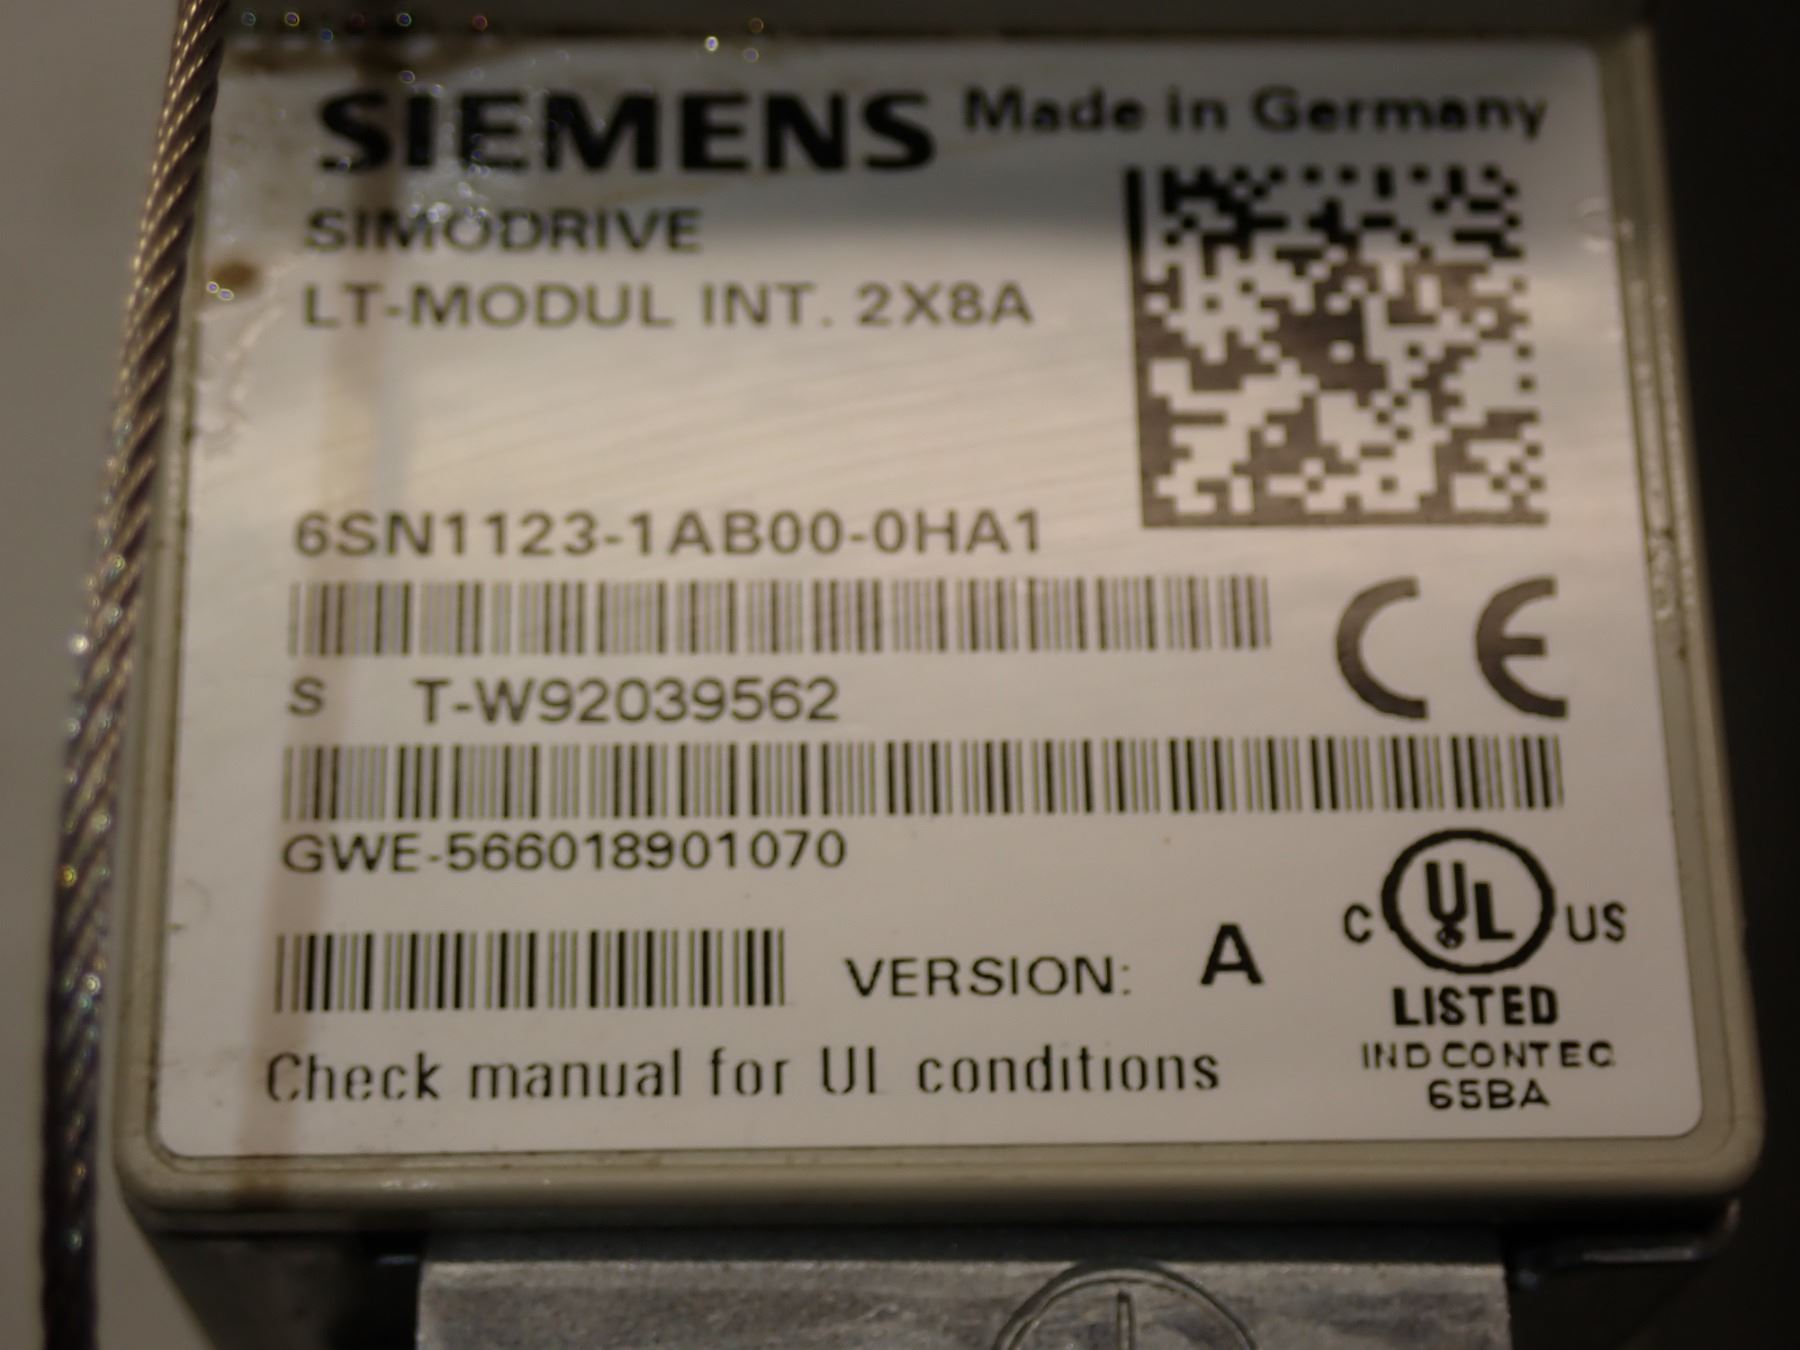 SIEMENS Made in Germany
SIMODRIVE
LT-MODUL INT. 2X8A
6SN1123-1AB00-0HA1
S T-W92039562
GWE-566018901070
VERSION: A
C UL US
LISTED
IND CONT EQ
65BA
Check manual for UL conditions
CE